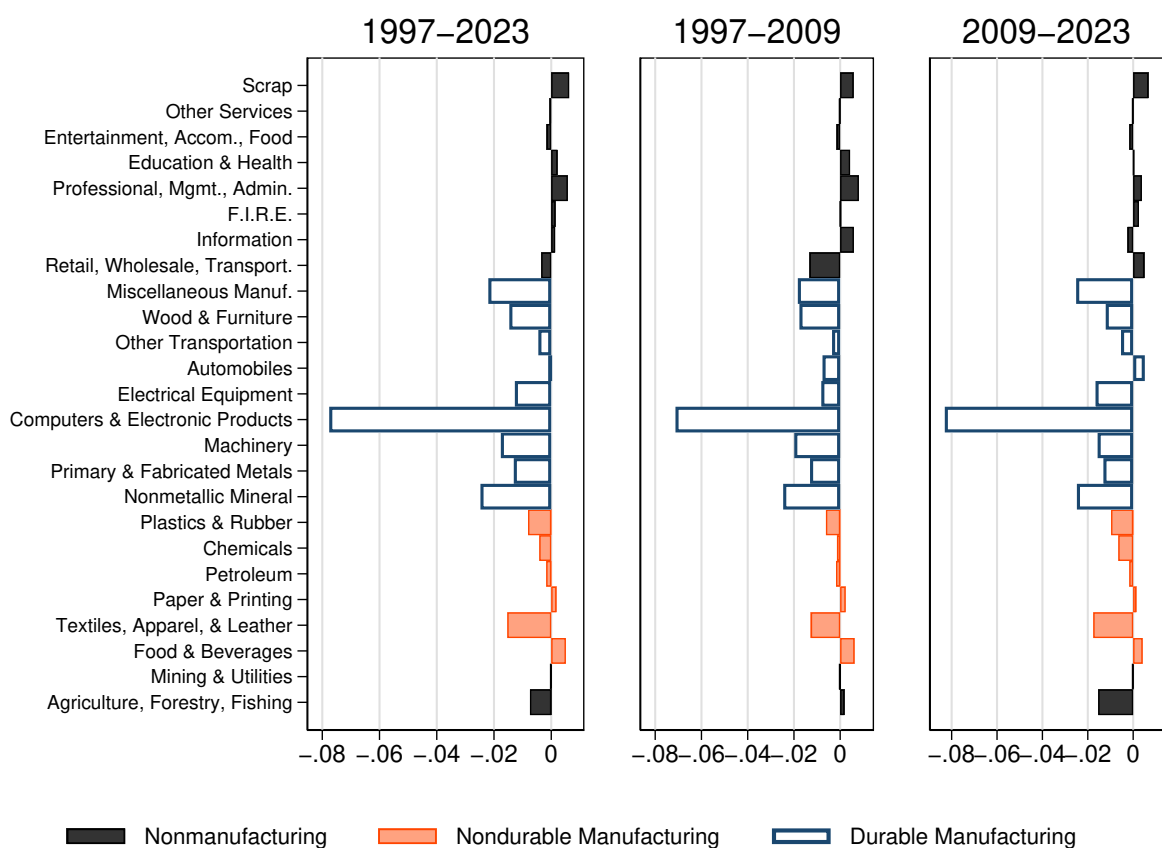 1997−2023
1997−2009
2009−2023
Scrap
Other Services
Entertainment, Accom., Food
Education & Health
Professional, Mgmt., Admin.
F.I.R.E.
Information
Retail, Wholesale, Transport.
Miscellaneous Manuf.
Wood & Furniture
Other Transportation
Automobiles
Electrical Equipment
Computers & Electronic Products
Machinery
Primary & Fabricated Metals
Nonmetallic Mineral
Plastics & Rubber
Chemicals
Petroleum
Paper & Printing
Textiles, Apparel, & Leather
Food & Beverages
Mining & Utilities
Agriculture, Forestry, Fishing
−.08 −.06 −.04 −.02 0
−.08 −.06 −.04 −.02 0
−.08 −.06 −.04 −.02 0
Nonmanufacturing
Nondurable Manufacturing
Durable Manufacturing